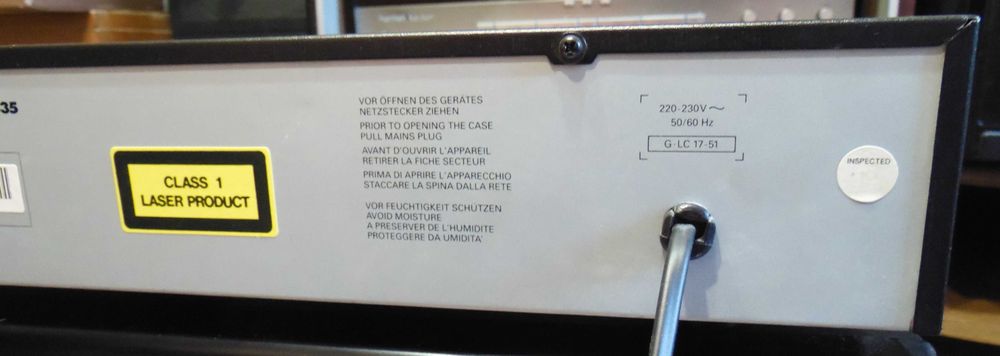 35
CLASS 1
LASER PRODUCT
VOR ÖFFNEN DES GERÄTES
NETZSTECKER ZIEHEN
PRIOR TO OPENING THE CASE
PULL MAINS PLUG
AVANT D'OUVRIR L'APPAREIL
RETIRER LA FICHE SECTEUR
PRIMA DI APRIRE L'APPARECCHIO
STACCARE LA SPINA DALLA RETE
VOR FEUCHTIGKEIT SCHÜTZEN
AVOID MOISTURE
A PRESERVER DE L'HUMIDITE
PROTEGGERE DA UMIDITA'
220-230V~
50/60 Hz
G-LC 17-51
INSPECTED